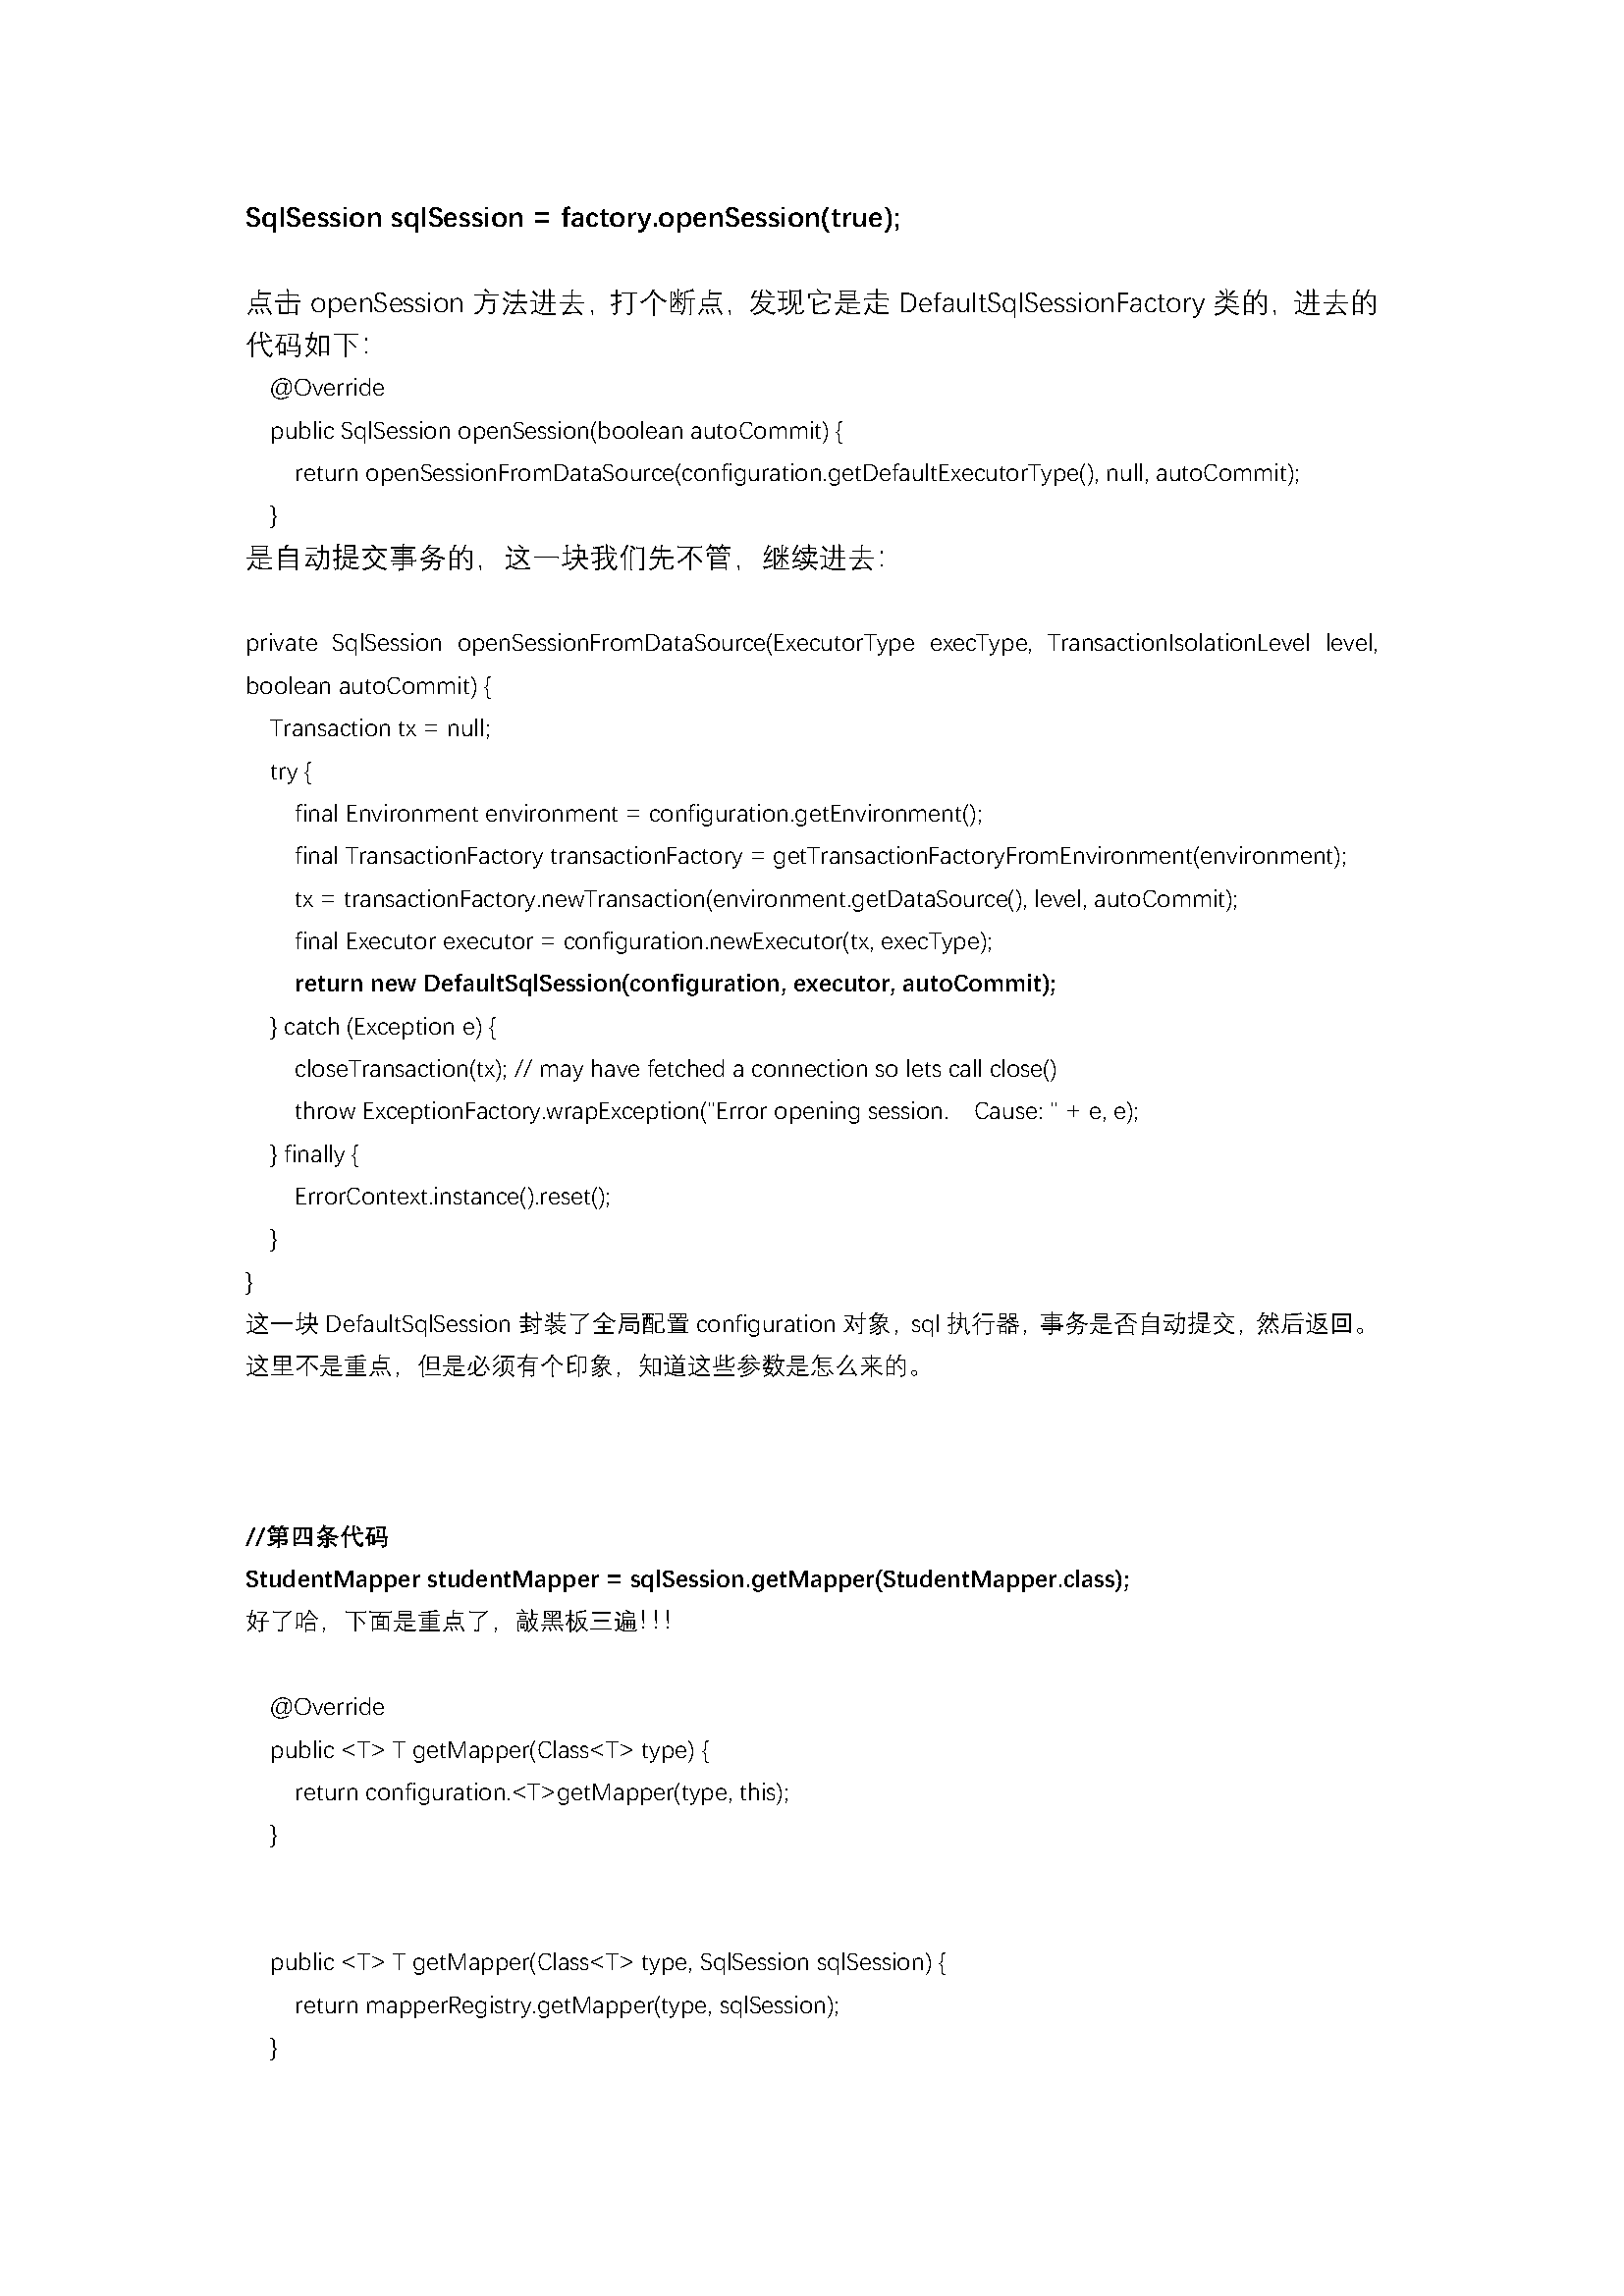 SqlSession sqlSession = factory.openSession(true);
点击 openSession 方法进去，打个断点，发现它是走 DefaultSqlSessionFactory 类的，进去的
代码如下：
@Override
public SqlSession openSession(boolean autoCommit) {
return openSessionFromDataSource(configuration.getDefaultExecutorType(), null, autoCommit);
}
是自动提交事务的，这一块我们先不管，继续进去：
private SqlSession openSessionFromDataSource(ExecutorType execType, TransactionIsolationLevel level,
boolean autoCommit) {
Transaction tx = null;
try {
final Environment environment = configuration.getEnvironment();
final TransactionFactory transactionFactory = getTransactionFactoryFromEnvironment(environment);
tx = transactionFactory.newTransaction(environment.getDataSource(), level, autoCommit);
final Executor executor = configuration.newExecutor(tx, execType);
return new DefaultSqlSession(configuration, executor, autoCommit);
} catch (Exception e) {
closeTransaction(tx); // may have fetched a connection so lets call close()
throw ExceptionFactory.wrapException("Error opening session.  Cause: " + e, e);
} finally {
ErrorContext.instance().reset();
}
}
这一块 DefaultSqlSession 封装了全局配置 configuration 对象，sql 执行器，事务是否自动提交，然后返回。
这里不是重点，但是必须有个印象，知道这些参数是怎么来的。
//第四条代码
StudentMapper studentMapper = sqlSession.getMapper(StudentMapper.class);
好了哈，下面是重点了，敲黑板三遍！！！
@Override
public <T> T getMapper(Class<T> type) {
return configuration.<T>getMapper(type, this);
}
public <T> T getMapper(Class<T> type, SqlSession sqlSession) {
return mapperRegistry.getMapper(type, sqlSession);
}